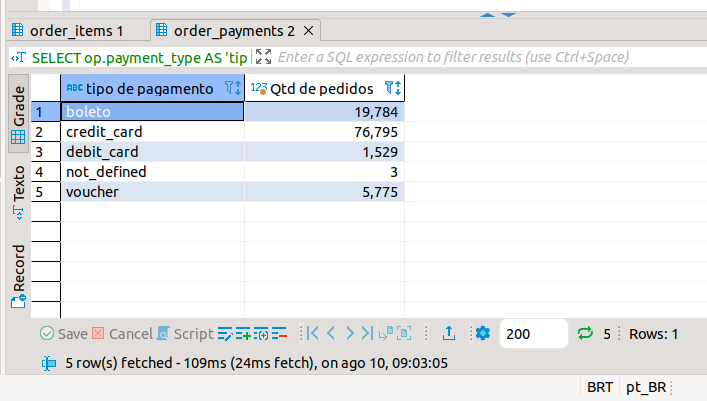 order_items 1 order_payments 2
SELECT op.payment_type AS 'tip Enter a SQL expression to filter results (use Ctrl+Space)
Grade
Texto
Record
ABC tipo de pagamento 123 Qtd de pedidos
1 boleto 19,784
2 credit_card 76,795
3 debit_card 1,529
4 not_defined 3
5 voucher 5,775
Save Cancel Script 200 5 Rows: 1
5 row(s) fetched - 109ms (24ms fetch), on ago 10, 09:03:05
BRT pt_BR